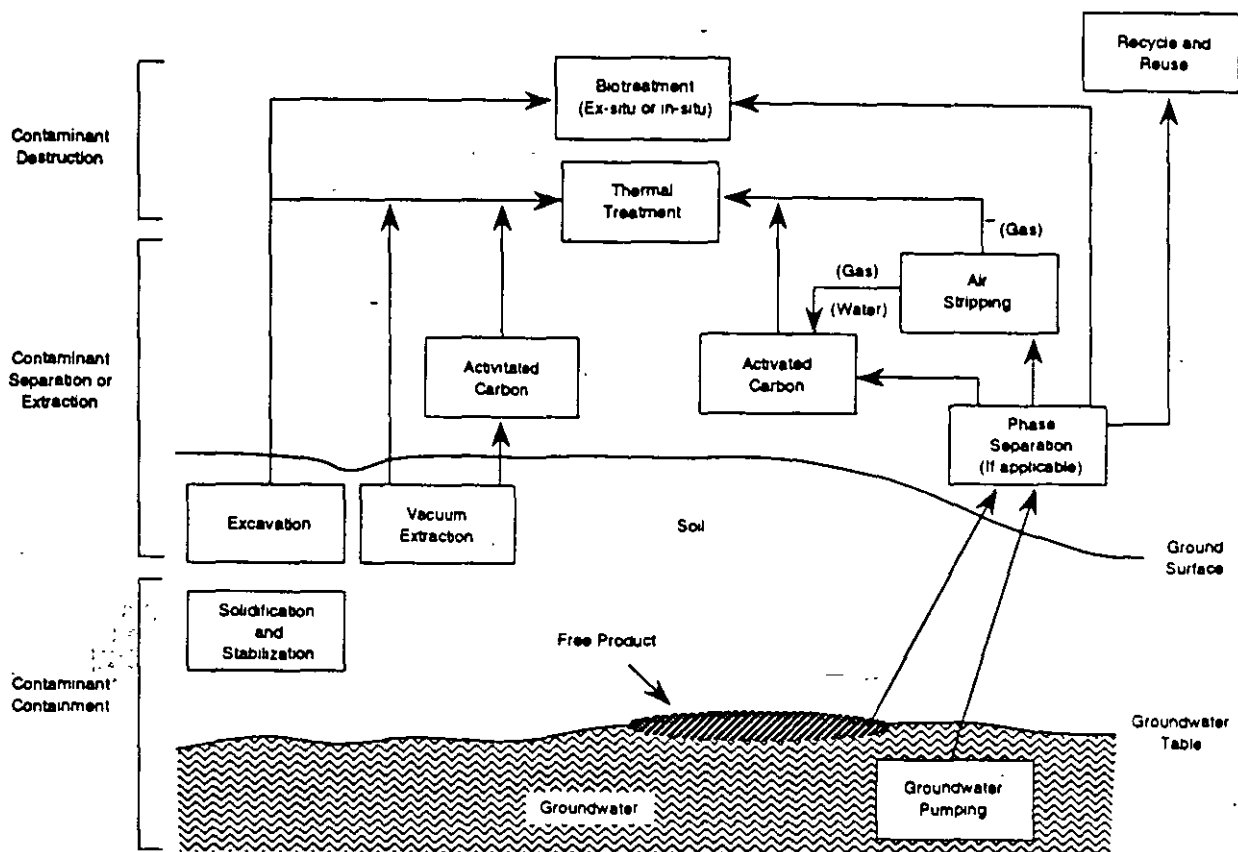 Recycle and
Reuse
Biotreatment
(Ex-situ or in-situ)
Contaminant
Destruction
Thermal
Treatment
(Gas)
(Gas)
Air
Stripping
(Water)
Contaminant
Separation or
Extraction
Activitated
Carbon
Activated
Carbon
Phase
Separation
(If applicable)
Excavation
Vacuum
Extraction
Soil
Ground
Surface
Solidification
and
Stabilization
Free Product
Contaminant
Containment
Groundwater
Table
Groundwater
Groundwater
Pumping